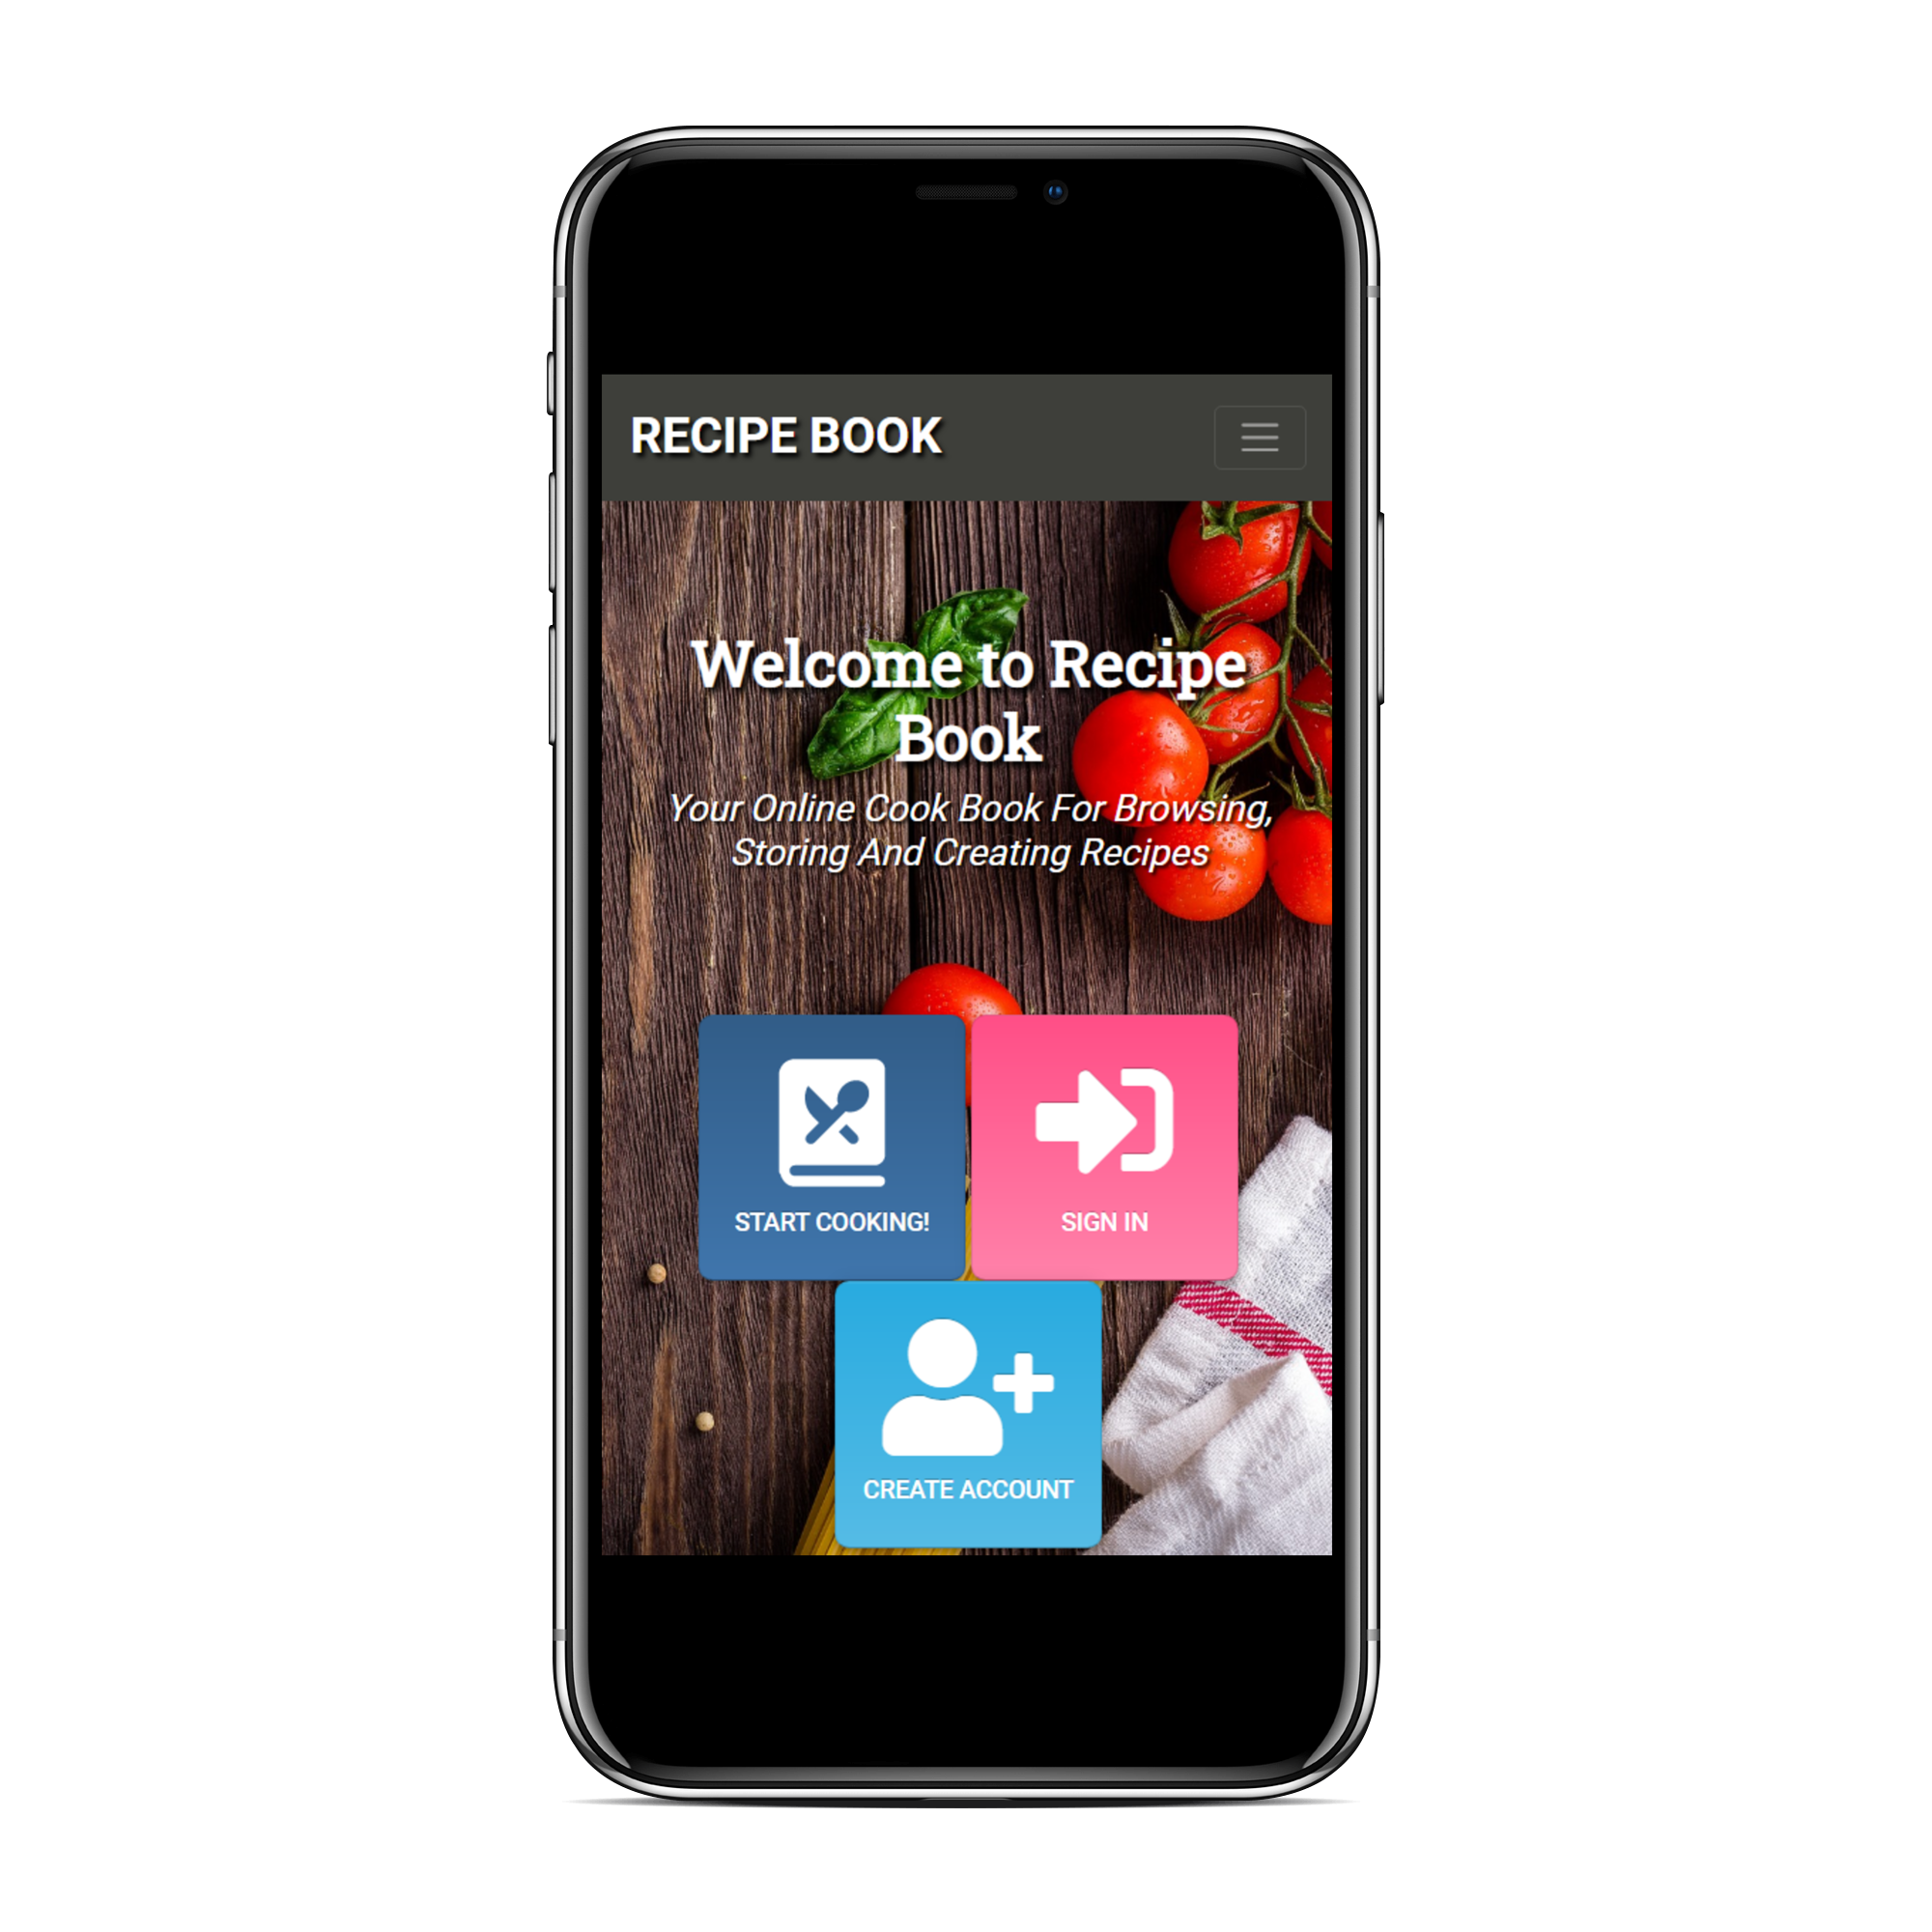 RECIPE BOOK
Welcome to Recipe
Book
Your Online Cook Book For Browsing,
Storing And Creating Recipes
START COOKING!
SIGN IN
CREATE ACCOUNT